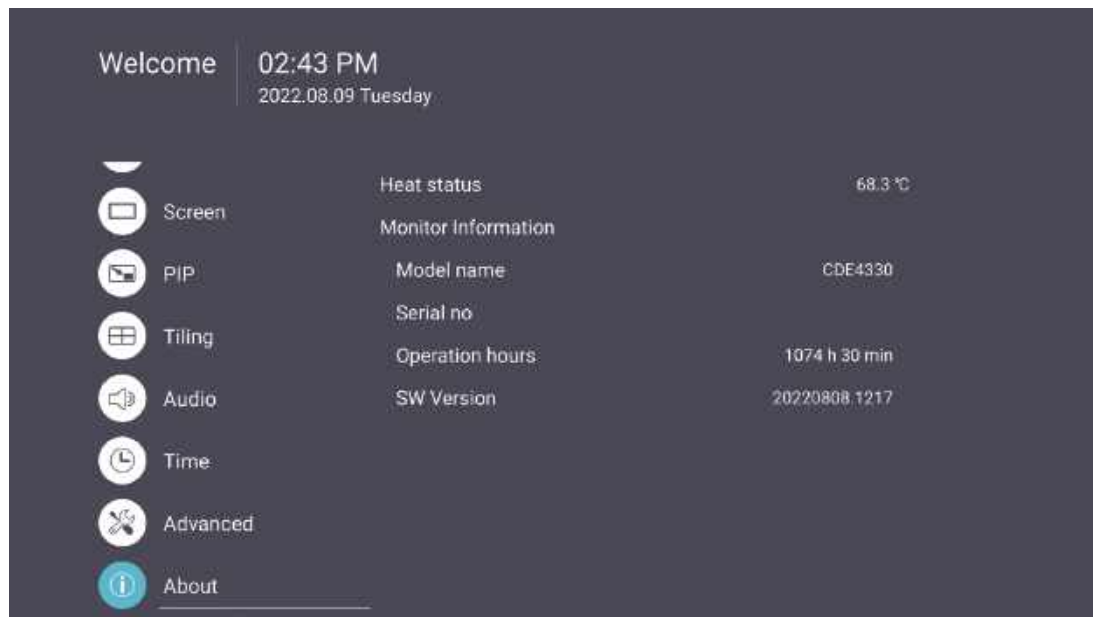 Welcome
02:43 PM
2022.08.09 Tuesday
Screen
PIP
Tiling
Audio
Time
Advanced
About
Heat status 68.3 °C
Monitor Information
Model name CDE4330
Serial no
Operation hours 1074 h 30 min
SW Version 20220808.1217